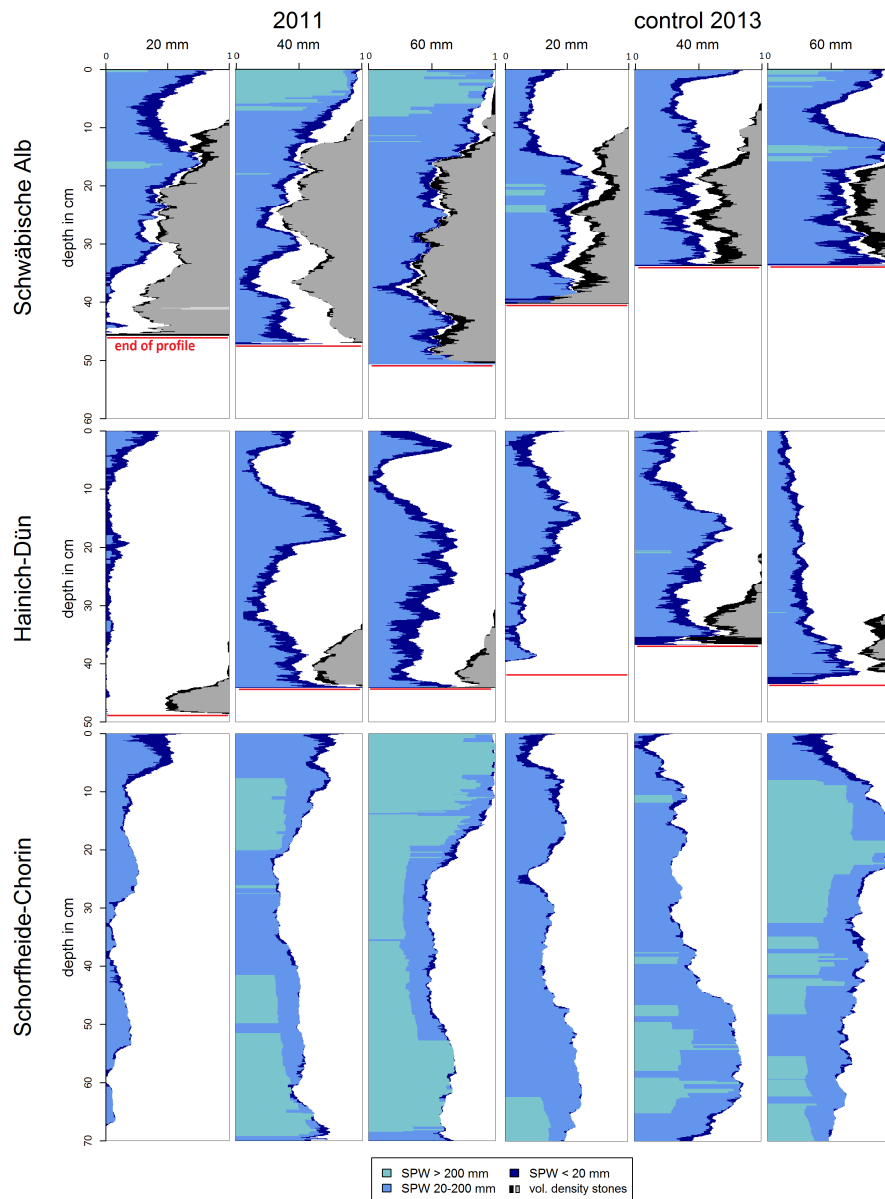 2011 control 2013
20 mm 40 mm 60 mm 20 mm 40 mm 60 mm
0 1 0 1 0 1 0 1 0 1 0
Schwäbische Alb
depth in cm
0 10 20 30 40 50 60
end of profile
Hainich-Dün
depth in cm
0 10 20 30 40 50
Schorfheide-Chorin
depth in cm
0 10 20 30 40 50 60 70
SPW > 200 mm SPW < 20 mm
SPW 20-200 mm vol. density stones